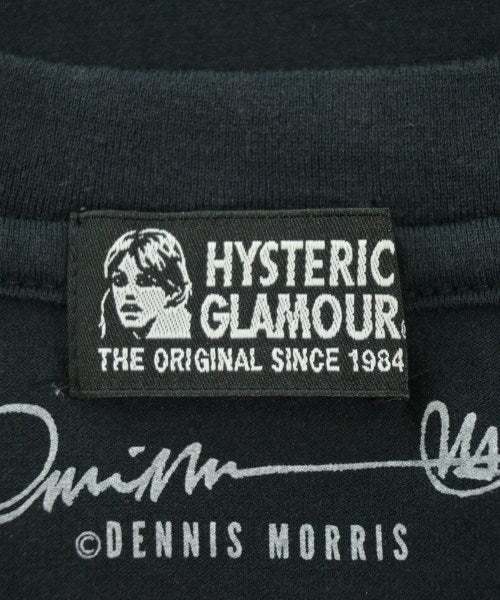 HYSTERIC
GLAMOUR
THE ORIGINAL SINCE 1984
©DENNIS MORRIS